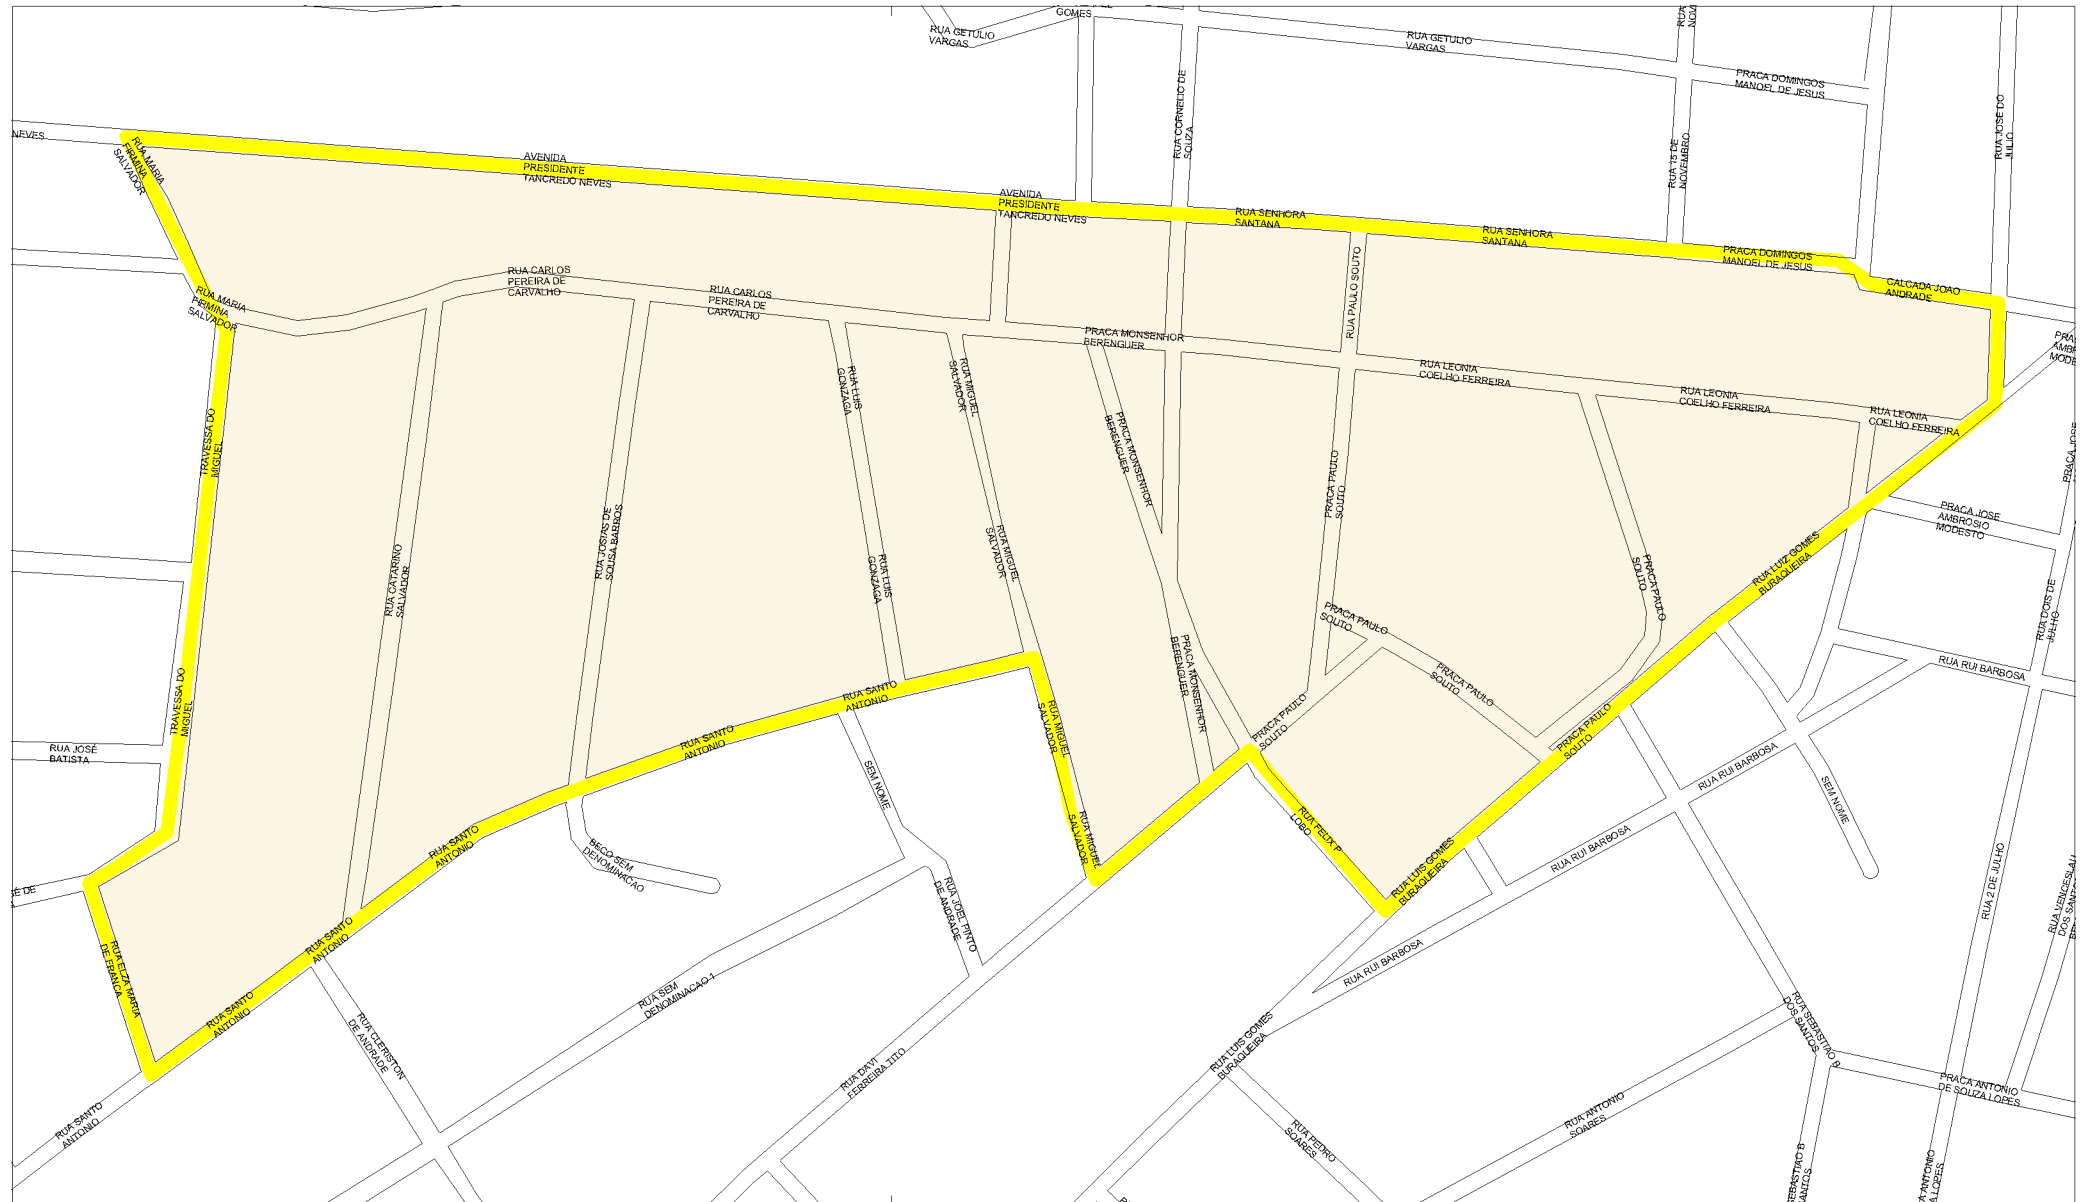 GOMES
RUA GETULIO
VARGAS
RUA GETULIO
VARGAS
PRACA DOMINGOS
MANOEL DE JESUS
RUA CORNELIO DE
SOUZA
RUA 15 DE
NOVEMBRO
RUA JOSE DO
JULIO
NEVES
RUA MARIA
FIRMINA
SALVADOR
AVENIDA
PRESIDENTE
TANCREDO NEVES
AVENIDA
PRESIDENTE
TANCREDO NEVES
RUA SENHORA
SANTANA
RUA SENHORA
SANTANA
PRACA DOMINGOS
MANOEL DE JESUS
CALCADA JOAO
ANDRADE
RUA MARIA
FIRMINA
SALVADOR
RUA CARLOS
PEREIRA DE
CARVALHO
RUA CARLOS
PEREIRA DE
CARVALHO
RUA PAULO SOUTO
PRACA MONSENHOR
BERENGUER
RUA LEONIA
COELHO FERREIRA
RUA LEONIA
COELHO FERREIRA
RUA LEONIA
COELHO FERREIRA
TRAVESSA DO
MIGUEL
RUA LUIS
GONZAGA
RUA MIGUEL
SALVADOR
PRACA MONSENHOR
BERENGUER
PRACA PAULO
SOUTO
PRACA JOSE
AMBROSIO
MODESTO
RUA CATARINO
SALVADOR
RUA JOSIAS DE
SOUSA BARROS
RUA LUIS
GONZAGA
RUA MIGUEL
SALVADOR
PRACA PAULO
SOUTO
PRACA PAULO
SOUTO
RUA LUIZ GOMES
BURAQUEIRA
RUA DOIS DE
JULHO
RUA RUI BARBOSA
TRAVESSA DO
MIGUEL
RUA JOSÉ
BATISTA
RUA SANTO
ANTONIO
RUA SANTO
ANTONIO
RUA MIGUEL
SALVADOR
PRACA MONSENHOR
BERENGUER
PRACA PAULO
SOUTO
PRACA PAULO
SOUTO
PRACA PAULO
SOUTO
RUA RUI BARBOSA
SEM NOME
SEM NOME
RUA SANTO
ANTONIO
BECO SEM
DENOMINACAO
RUA MIGUEL
SALVADOR
RUA FELIX P
LOBO
RUA LUIS GOMES
BURAQUEIRA
RUA RUI BARBOSA
RUA 2 DE JULHO
RUA ELZA MARIA
DE FRANCA
RUA SANTO
ANTONIO
RUA JOEL PINTO
DE ANDRADE
RUA RUI BARBOSA
RUA SANTO
ANTONIO
RUA SEM
DENOMINACAO 1
RUA CLERISTON
DE ANDRADE
RUA DAVI
FERREIRA TITO
RUA LUIS GOMES
BURAQUEIRA
RUA SEBASTIAO B
DOS SANTOS
PRACA ANTONIO
DE SOUZA LOPES
RUA SANTO
ANTONIO
RUA PEDRO
SOARES
RUA ANTONIO
SOARES